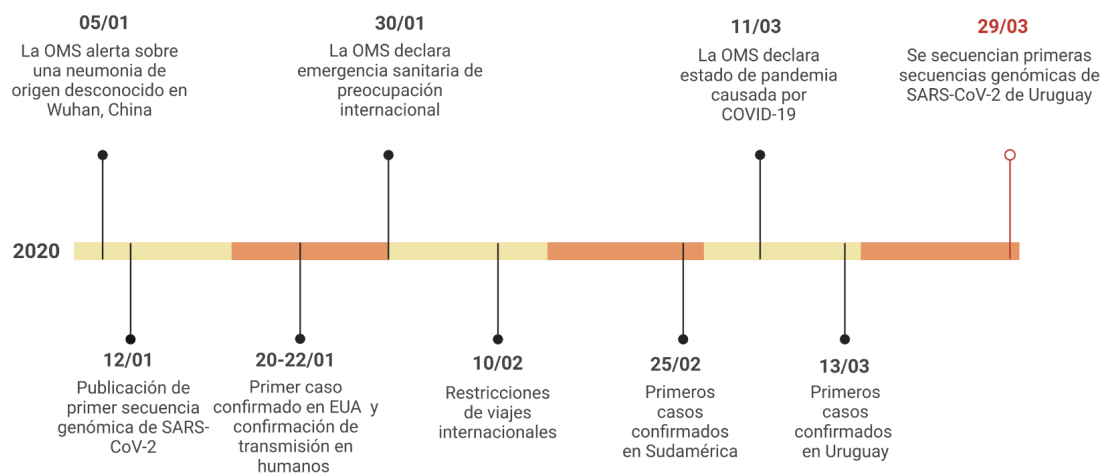 05/01
La OMS alerta sobre
una neumonia de
origen desconocido en
Wuhan, China
30/01
La OMS declara
emergencia sanitaria de
preocupación
internacional
11/03
La OMS declara
estado de pandemia
causada por
COVID-19
29/03
Se secuencian primeras
secuencias genómicas de
SARS-CoV-2 de Uruguay
2020
12/01
Publicación de
primer secuencia
genómica de SARS-
CoV-2
20-22/01
Primer caso
confirmado en EUA y
confirmación de
transmisión en
humanos
10/02
Restricciones
de viajes
internacionales
25/02
Primeros
casos
confirmados
en Sudamérica
13/03
Primeros
casos
confirmados
en Uruguay